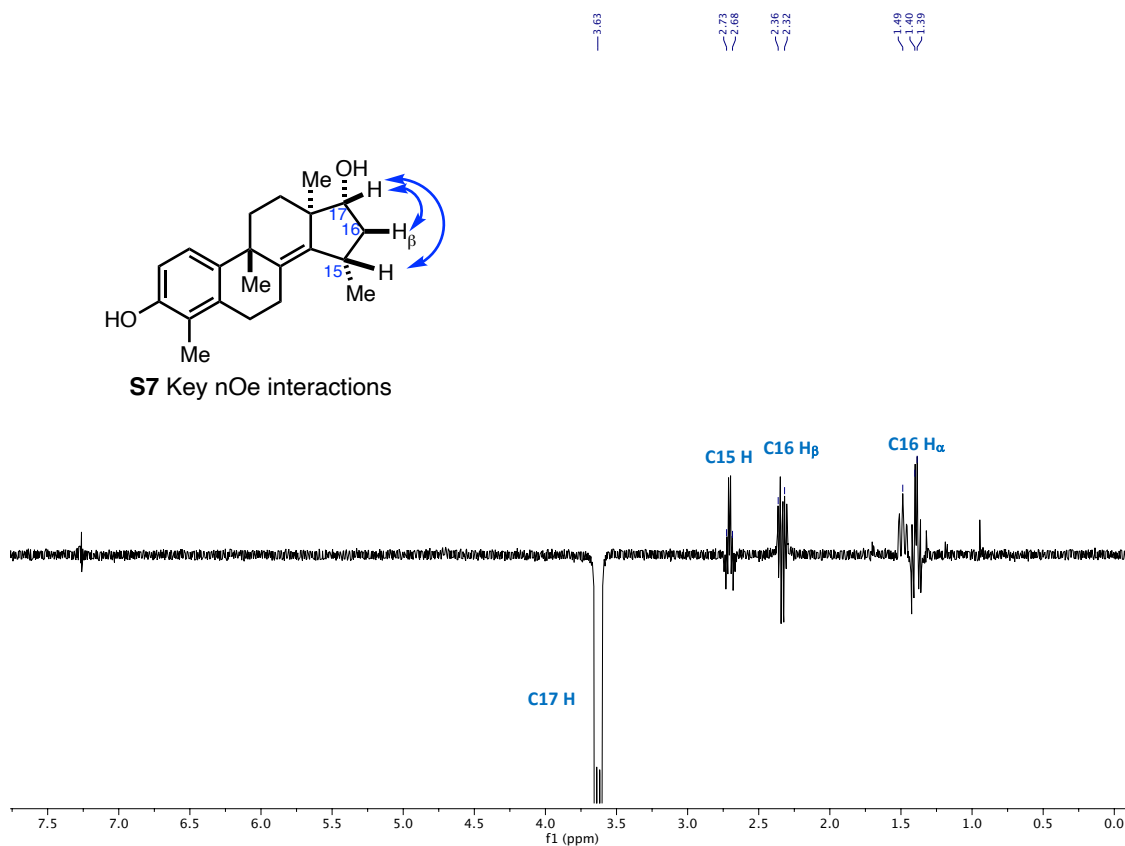 3.63
2.73
2.68
2.36
2.32
1.49
1.40
1.39
OH
Me
H
17
16
H
β
15
H
Me
Me
HO
Me
S7 Key nOe interactions
C15 H
C16 Hβ
C16 Hα
C17 H
7.5 7.0 6.5 6.0 5.5 5.0 4.5 4.0 3.5 3.0 2.5 2.0 1.5 1.0 0.5 0.0
f1 (ppm)